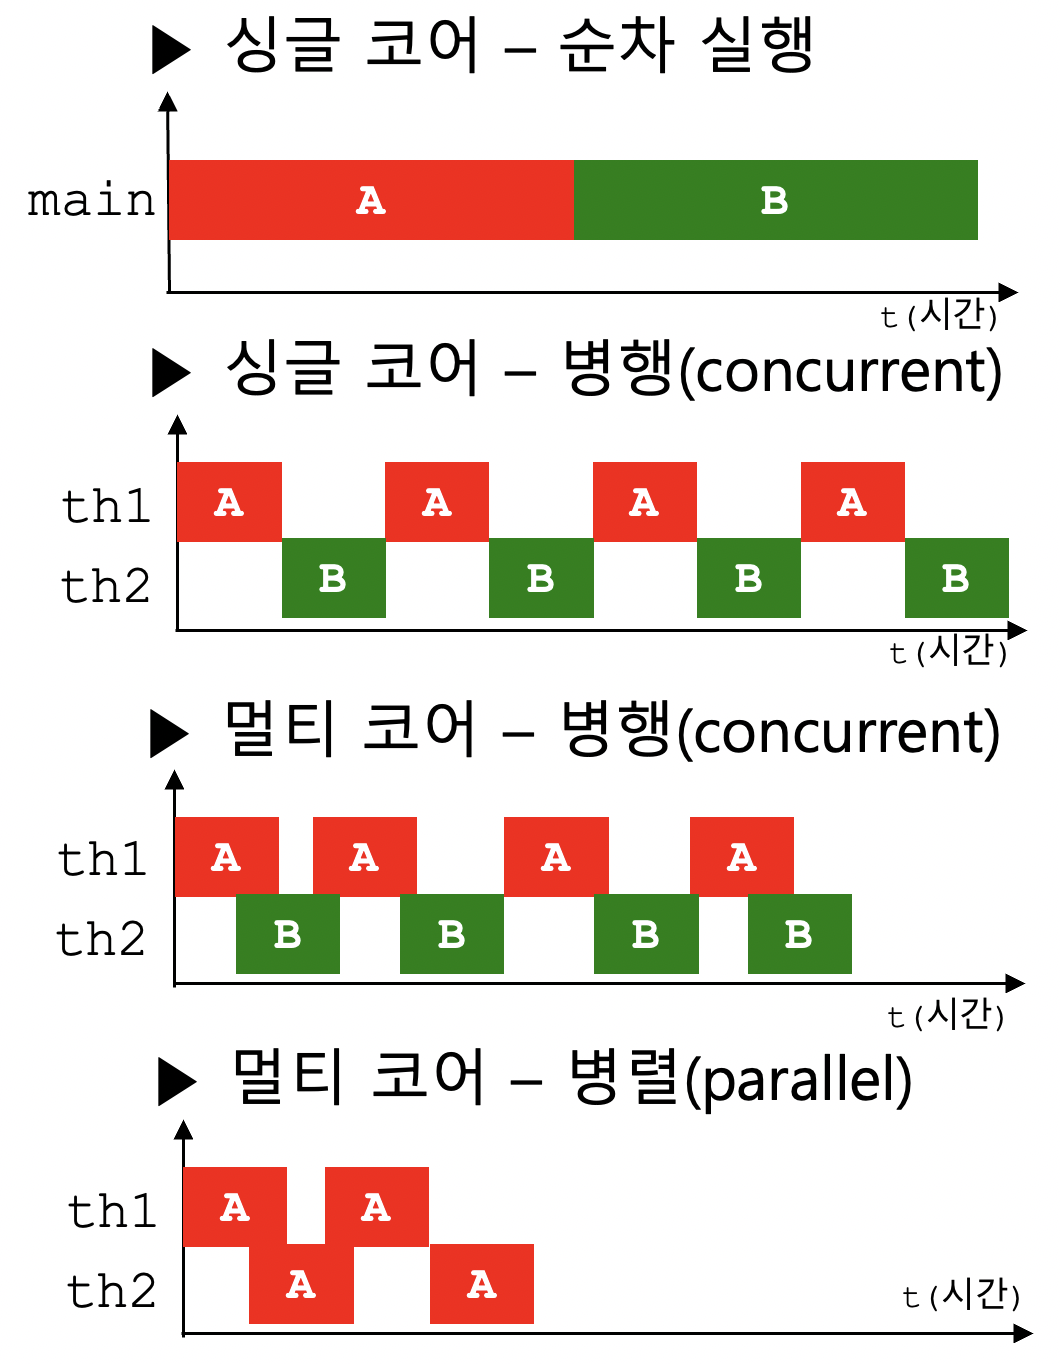 ▶ 싱글 코어 – 순차 실행
main A B
t(시간)
▶ 싱글 코어 – 병행(concurrent)
th1 A A A A
th2 B B B B
t(시간)
▶ 멀티 코어 – 병행(concurrent)
th1 A A A A
th2 B B B B
t(시간)
▶ 멀티 코어 – 병렬(parallel)
th1 A A
th2 A A
t(시간)